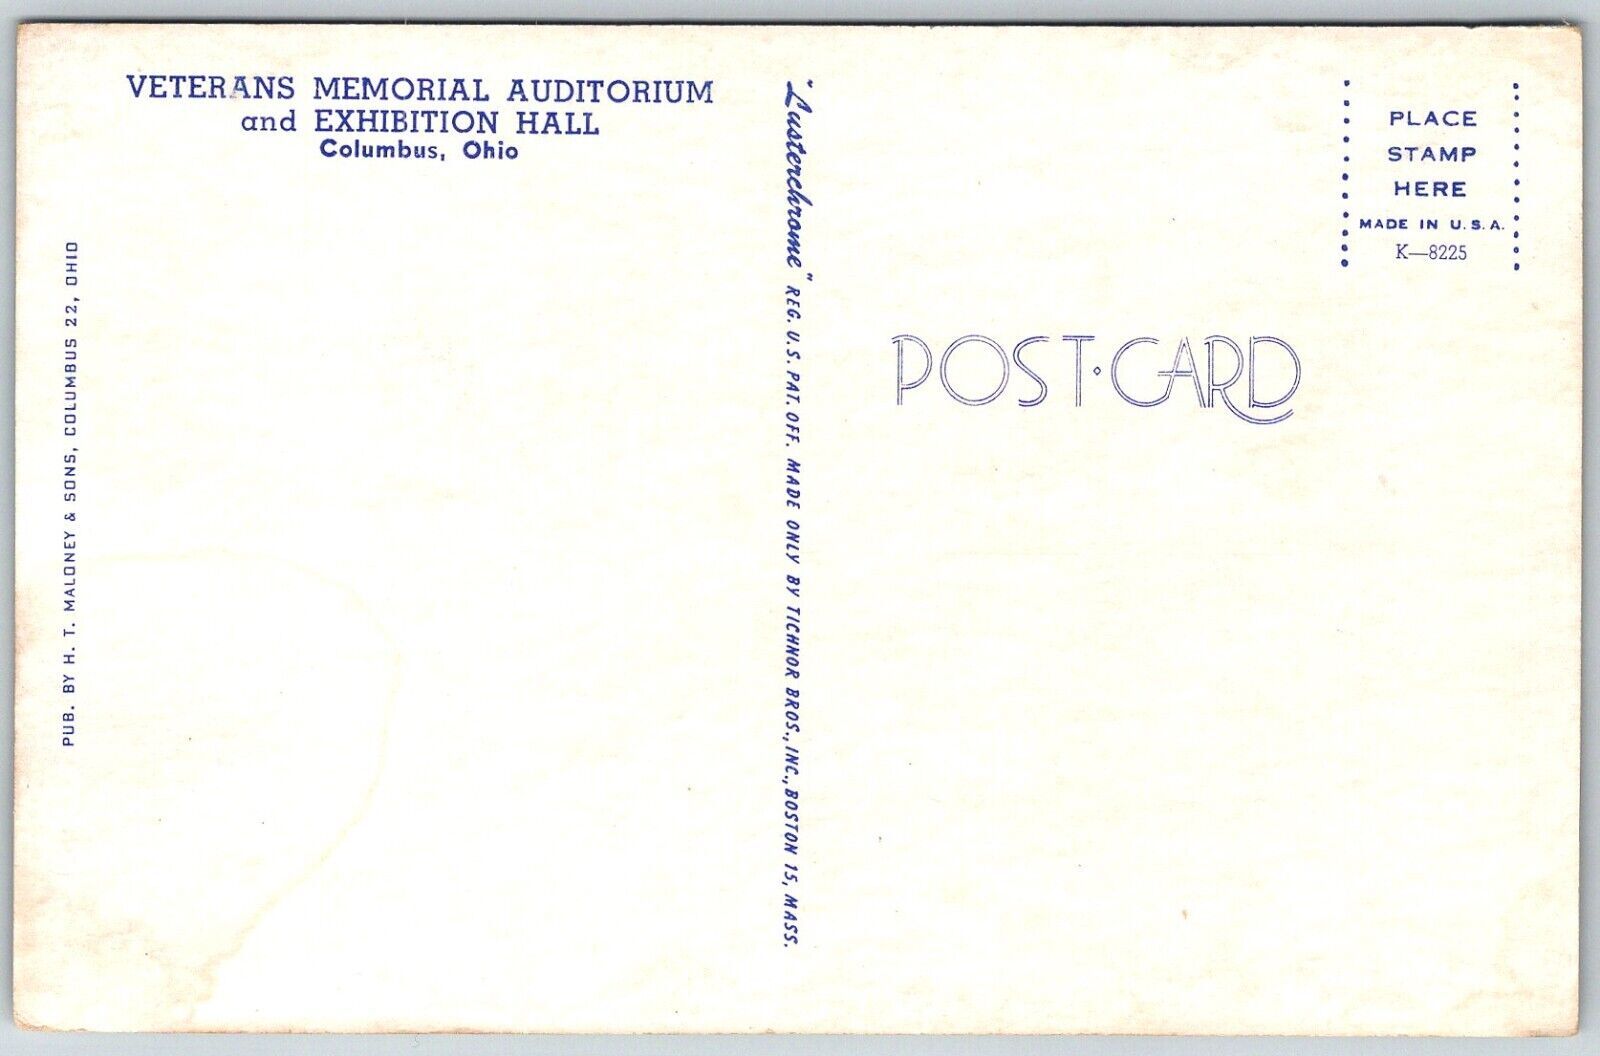 VETERANS MEMORIAL AUDITORIUM
and EXHIBITION HALL
Columbus, Ohio
PUB. BY H. T. MALONEY & SONS, COLUMBUS 22, OHIO
"Lusterchrome" REG. U.S. PAT. OFF. MADE ONLY BY TICHNOR BROS., INC., BOSTON 15, MASS.
PLACE
STAMP
HERE
MADE IN U.S.A.
K—8225
POST·CARD